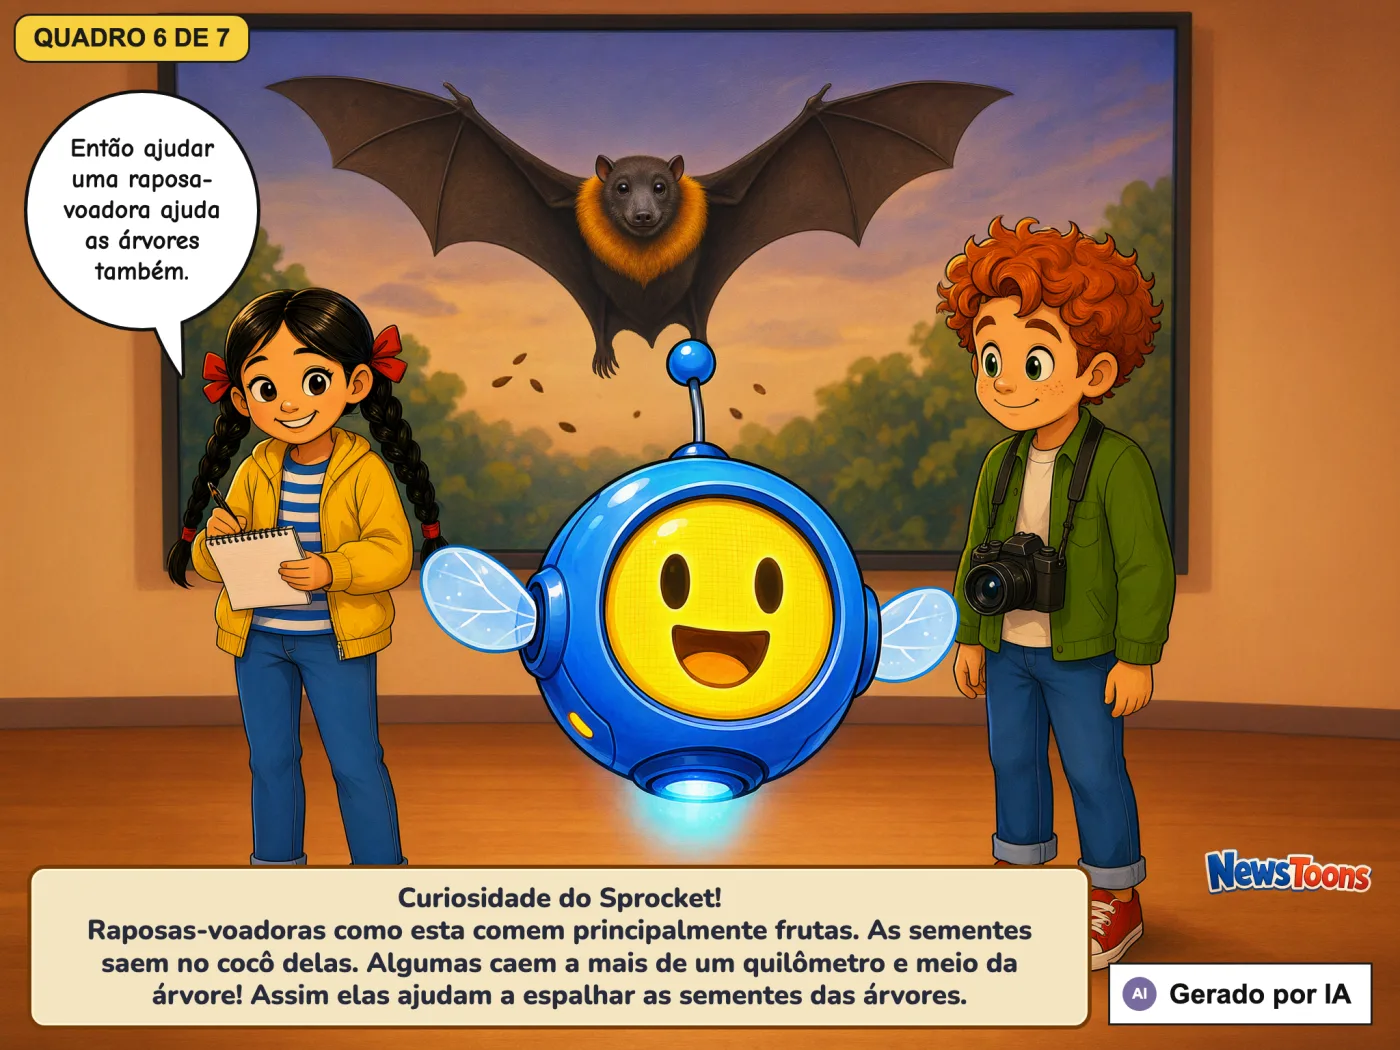 QUADRO 6 DE 7
Então ajudar
uma raposa-
voadora ajuda
as árvores
também.
Curiosidade do Sprocket!
Raposas-voadoras como esta comem principalmente frutas. As sementes
saem no cocô delas. Algumas caem a mais de um quilômetro e meio da
árvore! Assim elas ajudam a espalhar as sementes das árvores.
NewsToons
AI Gerado por IA